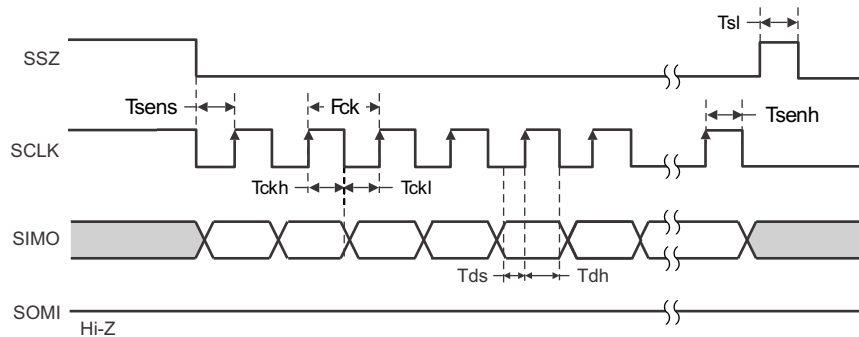 Tsl
SSZ
Tsens
Fck
Tsenh
SCLK
Tckh
Tckl
SIMO
Tds
Tdh
SOMI
Hi-Z